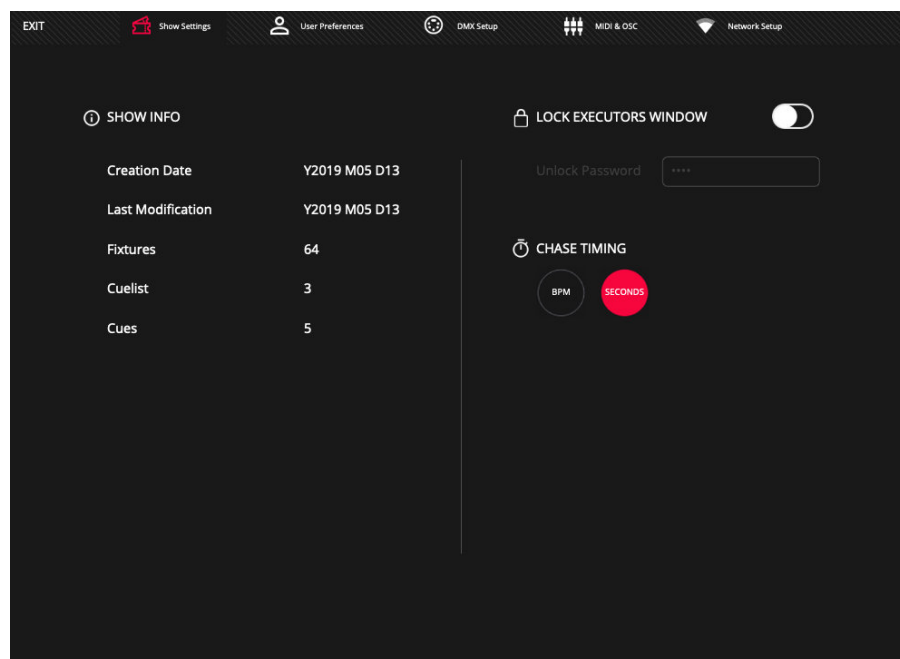 EXIT
Show Settings
User Preferences
DMX Setup
MIDI & OSC
Network Setup
SHOW INFO
Creation Date Y2019 M05 D13
Last Modification Y2019 M05 D13
Fixtures 64
Cuelist 3
Cues 5
LOCK EXECUTORS WINDOW
Unlock Password ••••
CHASE TIMING
BPM SECONDS